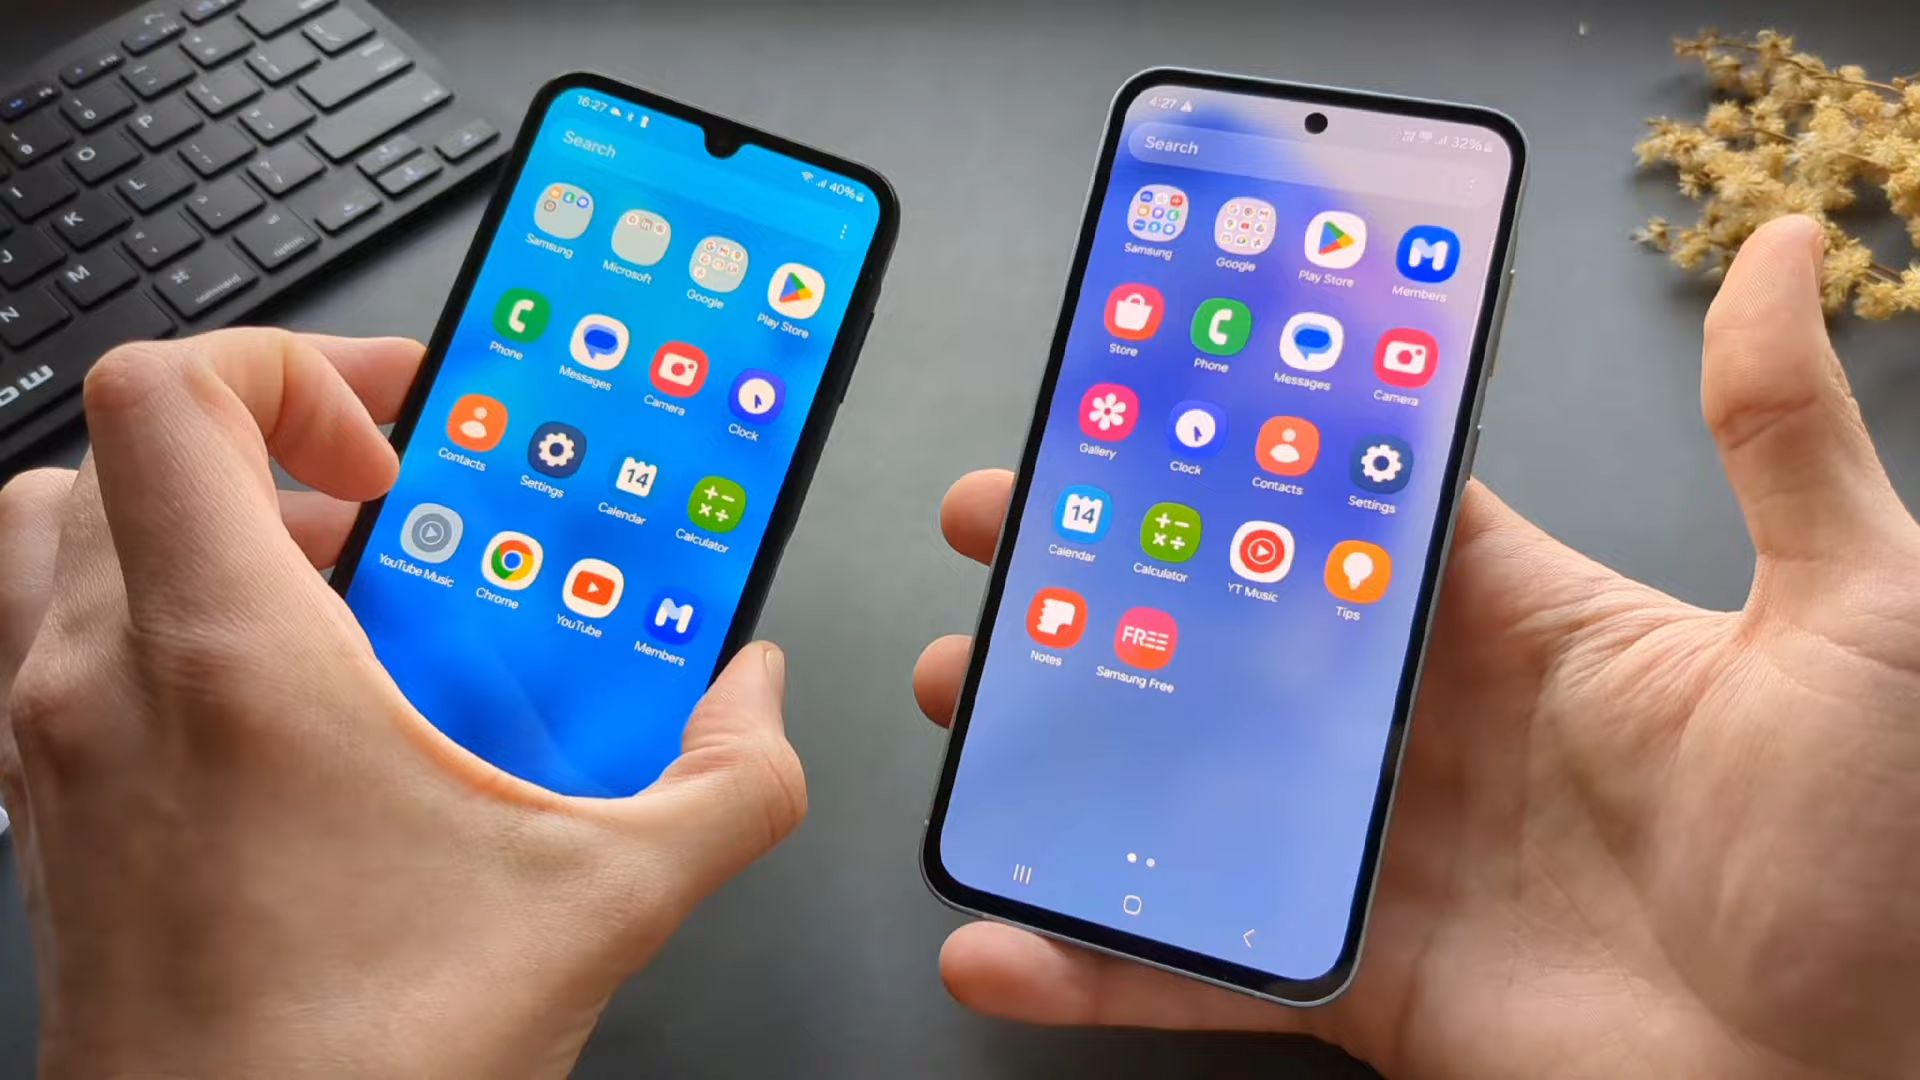 16:27
40%
Search
Samsung
Microsoft
Google
Play Store
Phone
Messages
Camera
Clock
Contacts
Settings
14
Calendar
Calculator
YouTube Music
Chrome
YouTube
Members
4:27
32%
Search
Samsung
Google
Play Store
Members
Store
Phone
Messages
Camera
Gallery
Clock
Contacts
Settings
14
Calendar
Calculator
YT Music
Tips
Notes
FREE
Samsung Free
P
O
L
K
J
M
N
command
option